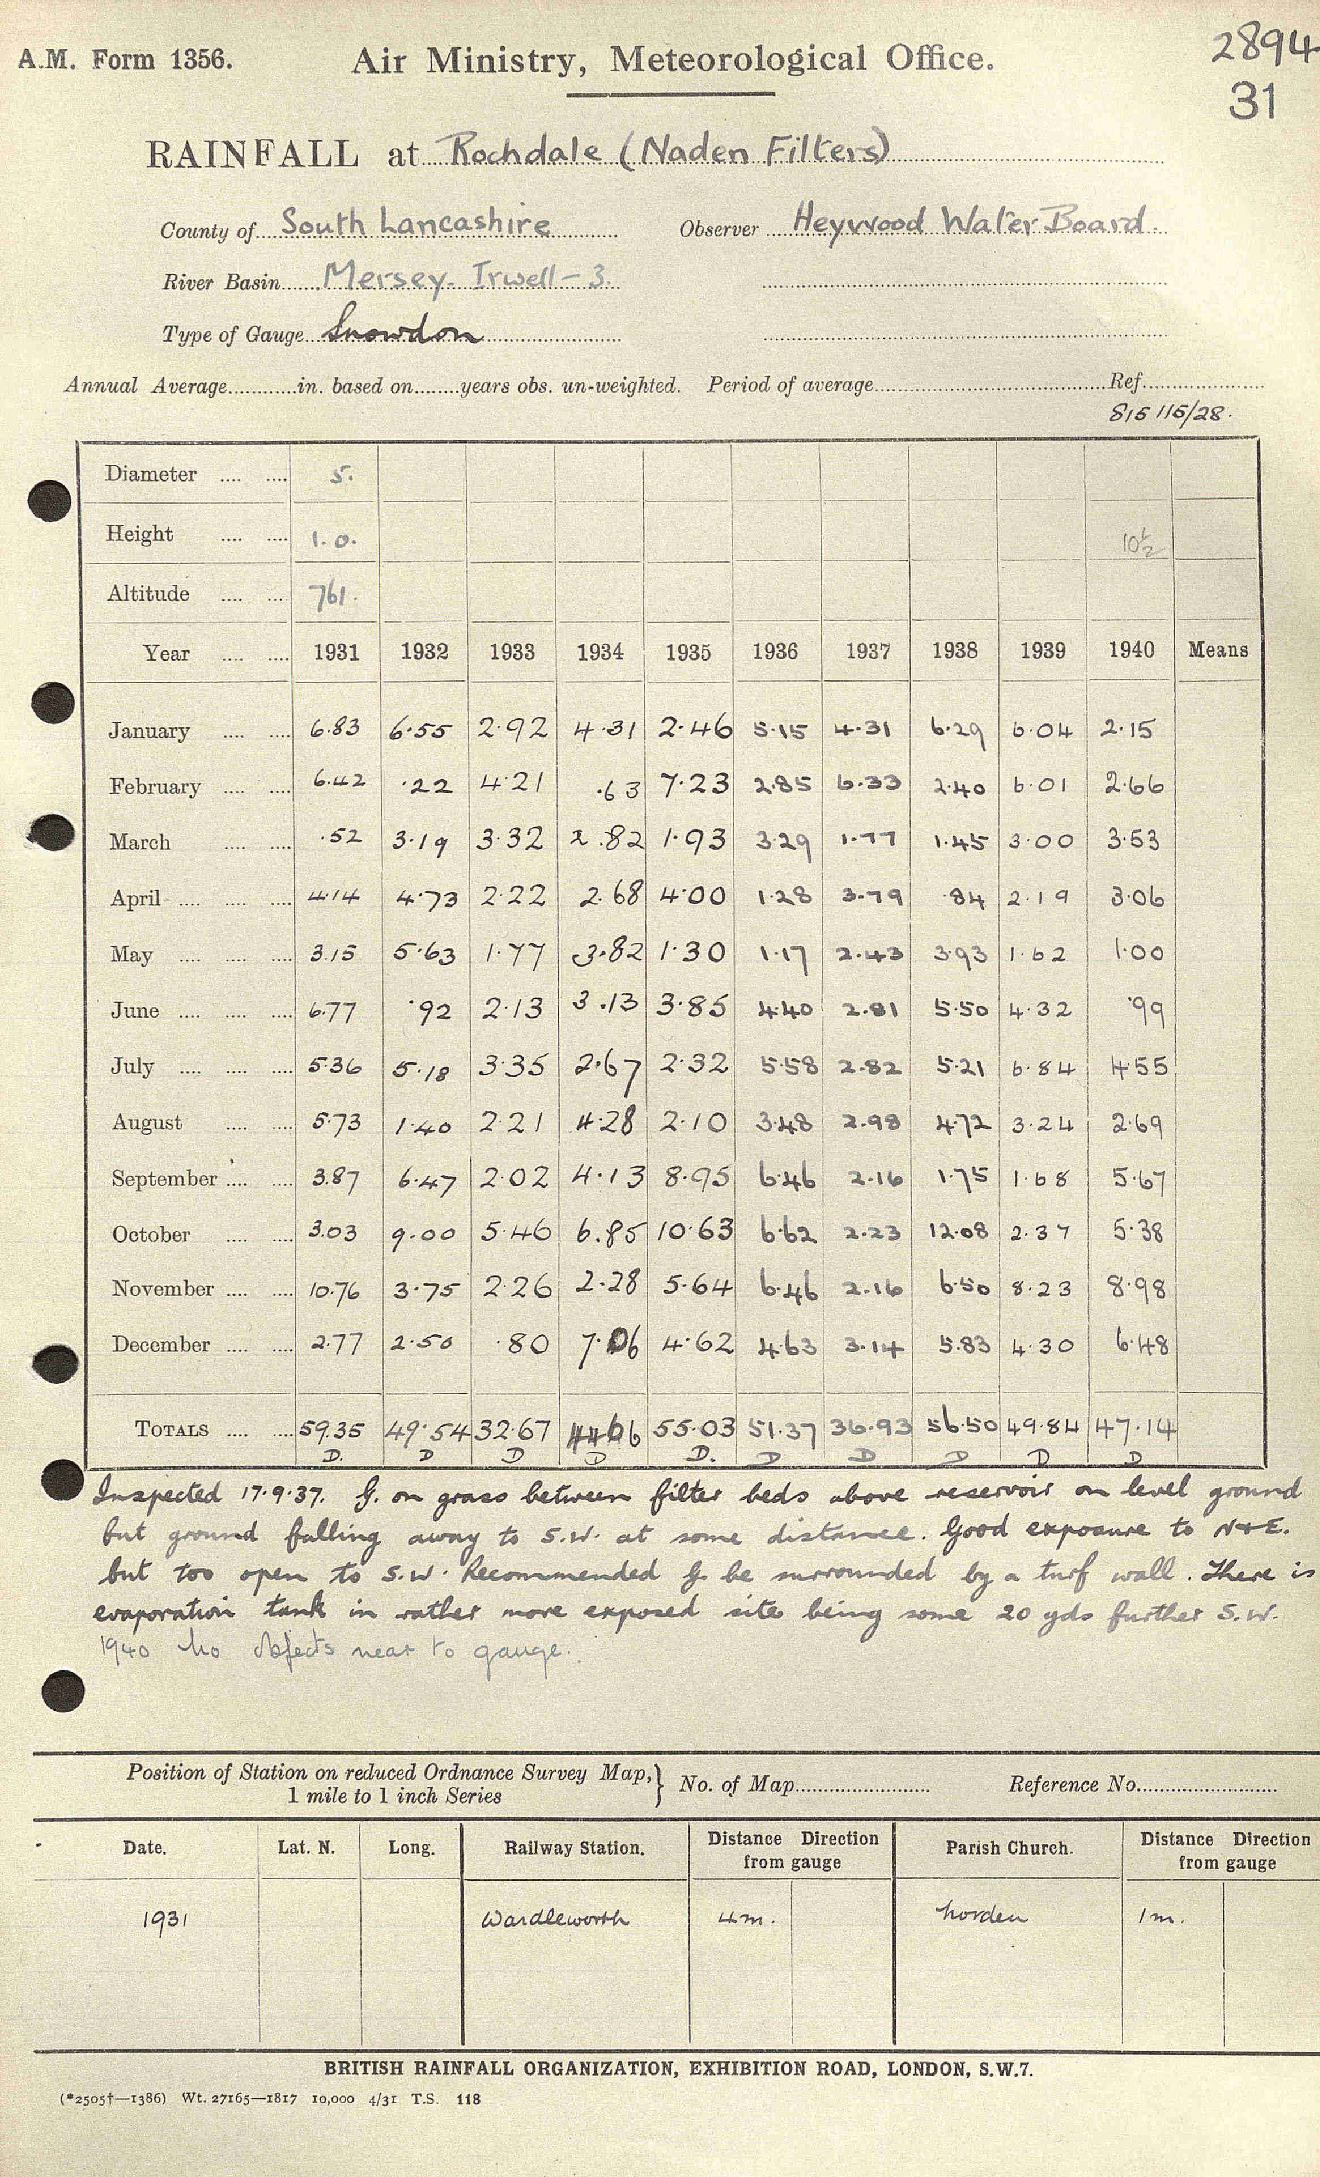 A.M. Form 1356.
Air Ministry, Meteorological Office.
2894
31
RAINFALL at Rochdale (Naden Filters)
County of South Lancashire Observer Heywood Water Board.
River Basin Mersey-Irwell-3.
Type of Gauge Snowdon
Annual Average in. based on years obs. un-weighted. Period of average Ref.
815 115/28.
Diameter 5.
Height 1.0. 10½
Altitude 761.
Year 1931 1932 1933 1934 1935 1936 1937 1938 1939 1940 Means
January 6.83 6.55 2.92 4.31 2.46 5.15 4.31 6.29 6.04 2.15
February 6.42 .22 4.21 .63 7.23 2.85 6.33 2.40 6.01 2.66
March .52 3.19 3.32 2.82 1.93 3.29 1.77 1.45 3.00 3.53
April 4.14 4.73 2.22 2.68 4.00 1.28 3.79 .84 2.19 3.06
May 3.15 5.63 1.77 3.82 1.30 1.17 2.43 3.93 1.62 1.00
June 6.77 .92 2.13 3.13 3.85 4.40 2.81 5.50 4.32 .99
July 5.36 5.18 3.35 2.67 2.32 5.58 2.82 5.21 6.84 4.55
August 5.73 1.40 2.21 4.28 2.10 3.48 2.98 4.72 3.24 2.69
September 3.87 6.47 2.02 4.13 8.95 6.46 2.16 1.75 1.68 5.67
October 3.03 9.00 5.46 6.85 10.63 6.62 2.23 12.08 2.37 5.38
November 10.76 3.75 2.26 2.28 5.64 6.46 2.16 6.50 8.23 8.98
December 2.77 2.50 .80 7.06 4.62 4.63 3.14 5.83 4.30 6.48
TOTALS 59.35 49.54 32.67 44.66 55.03 51.37 36.93 56.50 49.84 47.14
D. D D D D. D D D D D
Inspected 17.9.37. G. on grass between filter beds above reservoir on level ground
but ground falling away to S.W. at some distance. Good exposure to N+E.
but too open to S.W. Recommended G. be surrounded by a turf wall. There is
evaporation tank in rather more exposed site being some 20 yds further S.W.
1940 No objects near to gauge.
Position of Station on reduced Ordnance Survey Map,} No. of Map Reference No.
1 mile to 1 inch Series
Date. Lat. N. Long. Railway Station. Distance Direction from gauge Parish Church. Distance Direction from gauge
1931 Wardleworth 4m. Norden 1m.
BRITISH RAINFALL ORGANIZATION, EXHIBITION ROAD, LONDON, S.W.7.
(*2505†—1386) Wt. 27165—1817 10,000 4/31 T.S. 118